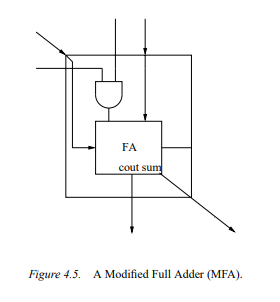 FA
cout sum
Figure 4.5. A Modified Full Adder (MFA).